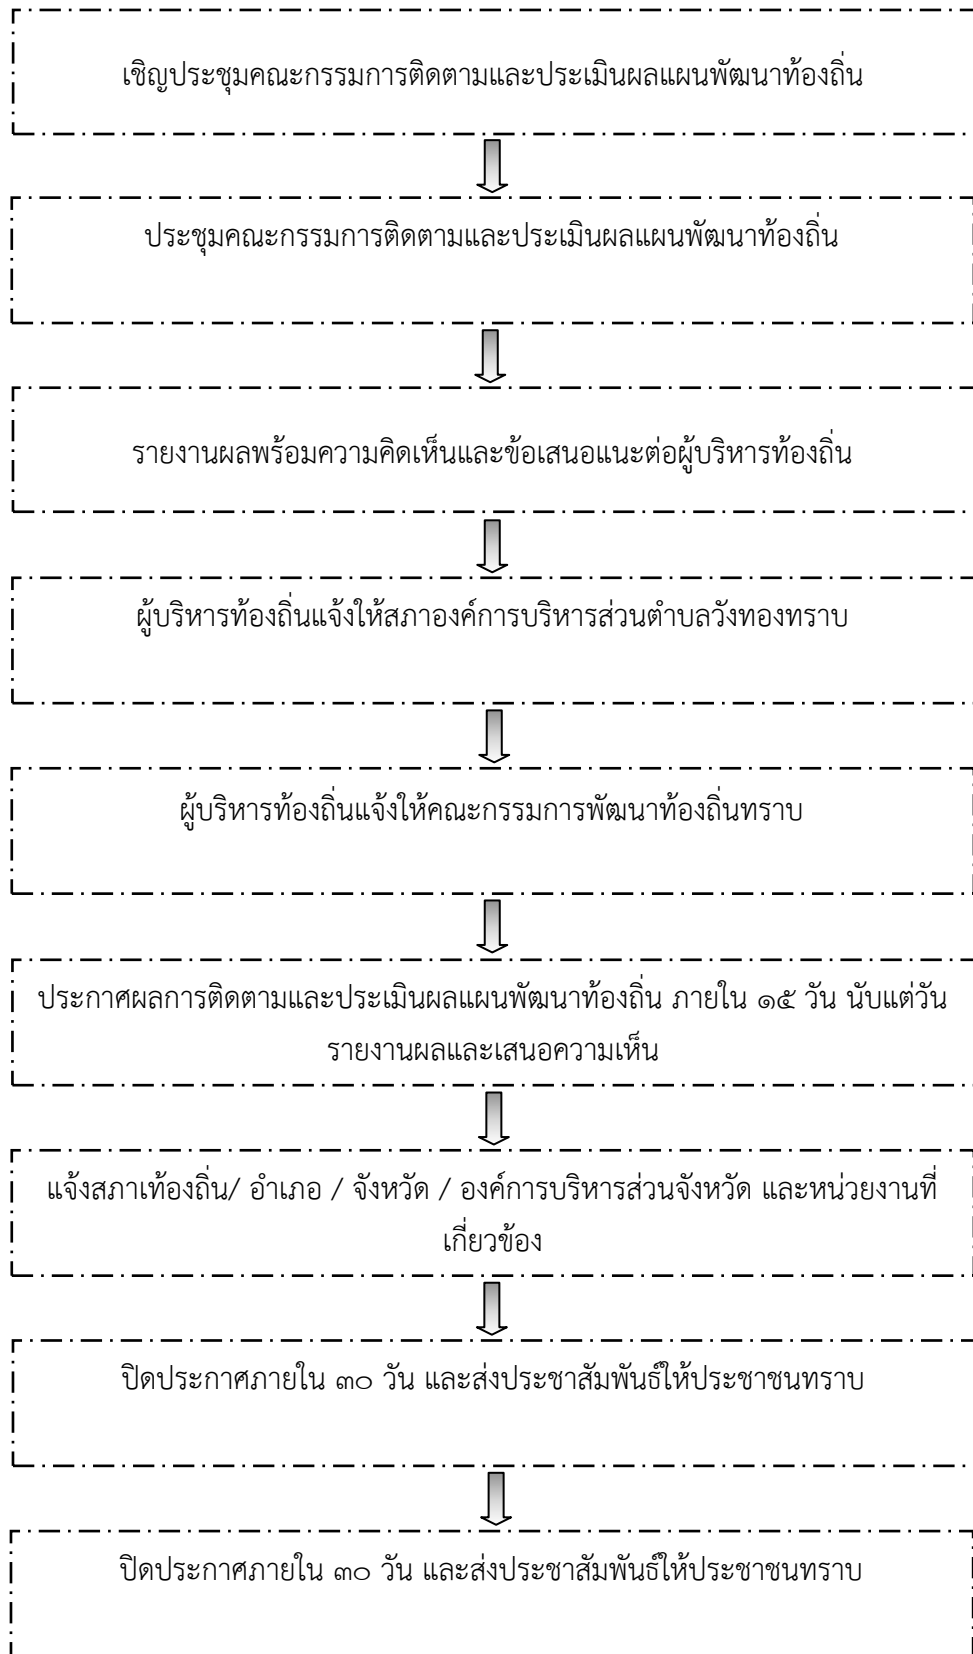 เชิญประชุมคณะกรรมการติดตามและประเมินผลแผนพัฒนาท้องถิ่น
ประชุมคณะกรรมการติดตามและประเมินผลแผนพัฒนาท้องถิ่น
รายงานผลพร้อมความคิดเห็นและข้อเสนอแนะต่อผู้บริหารท้องถิ่น
ผู้บริหารท้องถิ่นแจ้งให้สภาองค์การบริหารส่วนตำบลวังทองทราบ
ผู้บริหารท้องถิ่นแจ้งให้คณะกรรมการพัฒนาท้องถิ่นทราบ
ประกาศผลการติดตามและประเมินผลแผนพัฒนาท้องถิ่น ภายใน ๑๕ วัน นับแต่วัน
รายงานผลและเสนอความเห็น
แจ้งสภาเท้องถิ่น/ อำเภอ / จังหวัด / องค์การบริหารส่วนจังหวัด และหน่วยงานที่
เกี่ยวข้อง
ปิดประกาศภายใน ๓๐ วัน และส่งประชาสัมพันธ์ให้ประชาชนทราบ
ปิดประกาศภายใน ๓๐ วัน และส่งประชาสัมพันธ์ให้ประชาชนทราบ